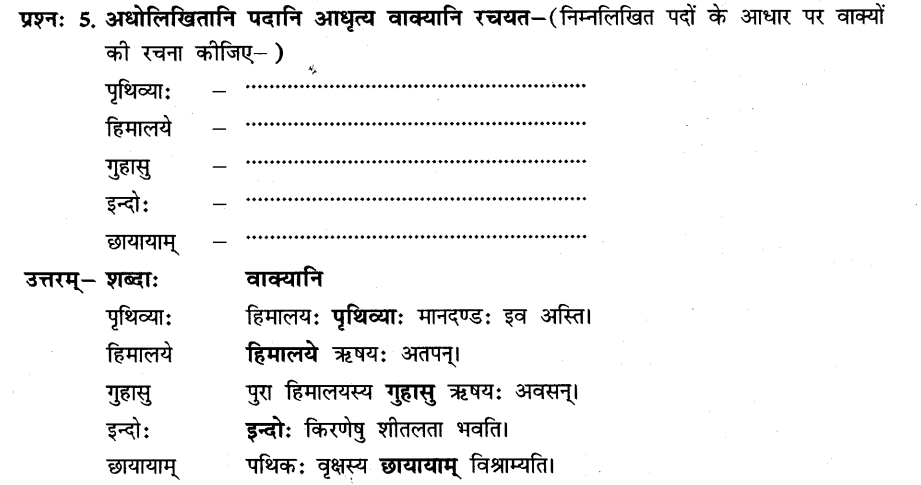 प्रश्न: 5. अधोलिखितानि पदानि आधृत्य वाक्यानि रचयत–(निम्नलिखित पदों के आधार पर वाक्यों
की रचना कीजिए– )
पृथिव्या: – ............................................................
हिमालये – ............................................................
गुहासु – ............................................................
इन्दो: – ............................................................
छायायाम् – ............................................................
उत्तरम्– शब्दा: वाक्यानि
पृथिव्या: हिमालय: पृथिव्या: मानदण्ड: इव अस्ति।
हिमालये हिमालये ऋषय: अतपन्।
गुहासु पुरा हिमालयस्य गुहासु ऋषय: अवसन्।
इन्दो: इन्दो: किरणेषु शीतलता भवति।
छायायाम् पथिक: वृक्षस्य छायायाम् विश्राम्यति।